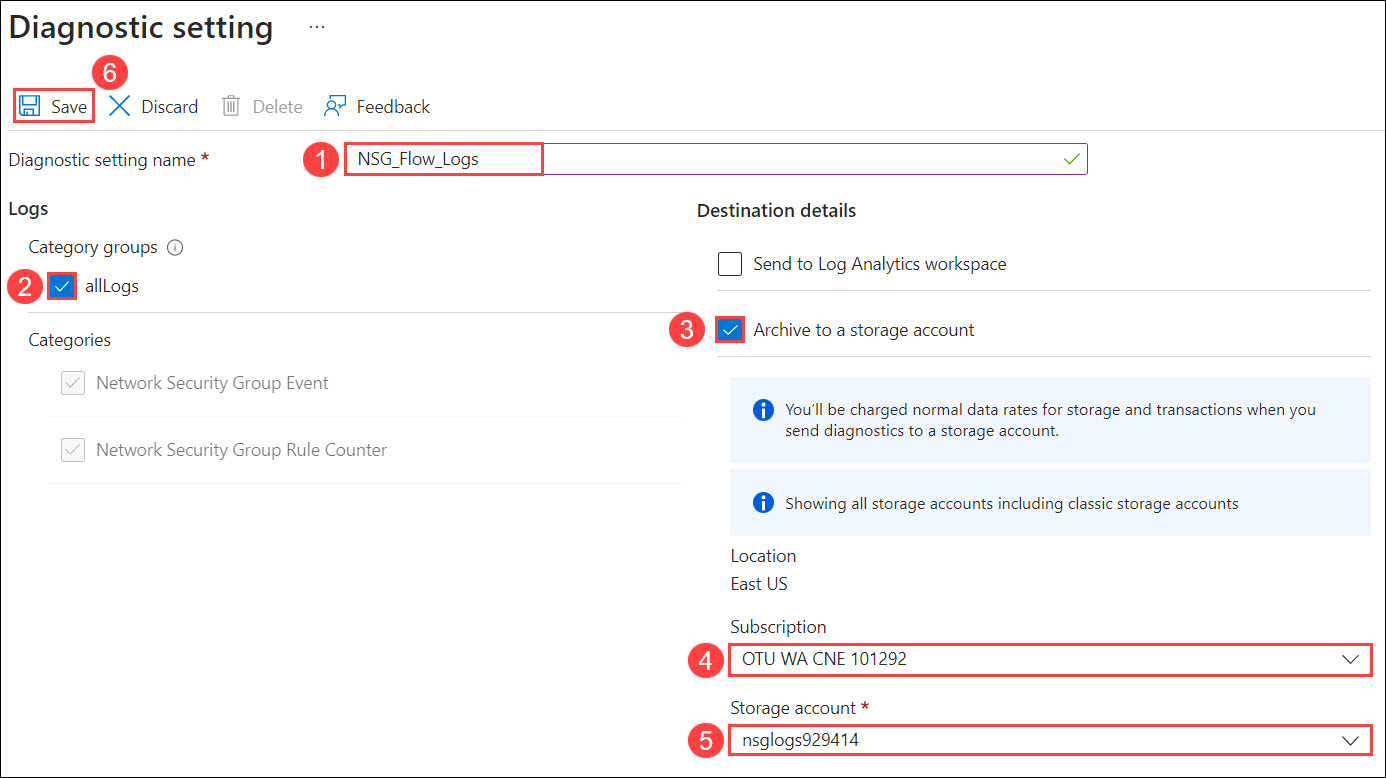 Diagnostic setting ...
6
Save Discard Delete Feedback
Diagnostic setting name * 1 NSG_Flow_Logs
Logs
Category groups
2 allLogs
Categories
Network Security Group Event
Network Security Group Rule Counter
Destination details
Send to Log Analytics workspace
3 Archive to a storage account
You'll be charged normal data rates for storage and transactions when you
send diagnostics to a storage account.
Showing all storage accounts including classic storage accounts
Location
East US
Subscription
4 OTU WA CNE 101292
Storage account *
5 nsglogs929414